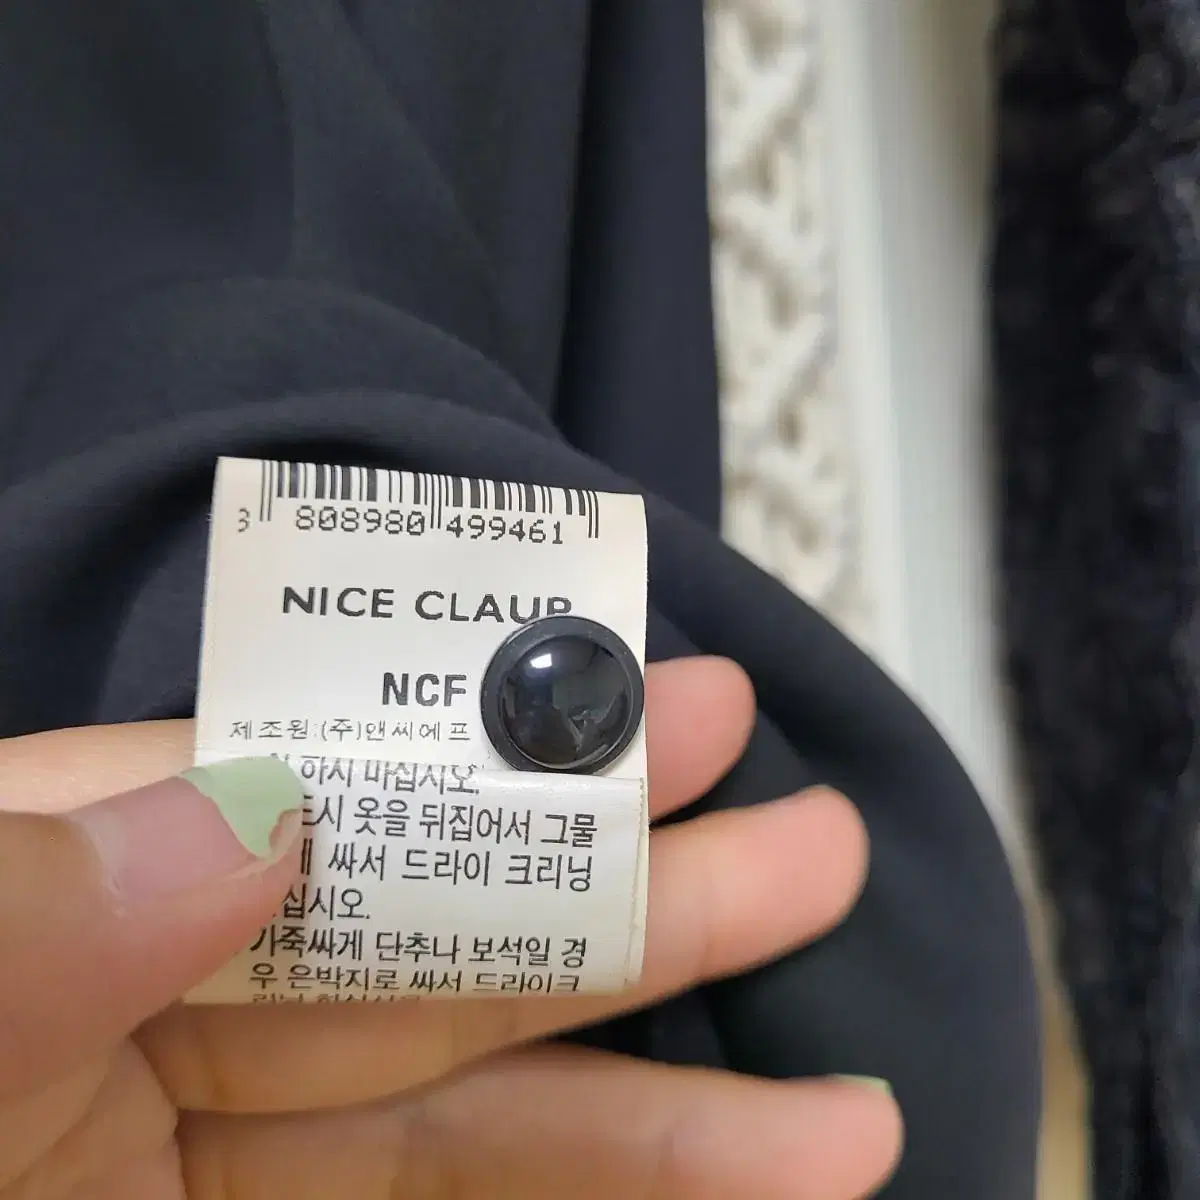 3 808980 499461
NICE CLAUP
NCF
제조원:(주)앤씨에프
하시 마십시오.
드시 옷을 뒤집어서 그물
에 싸서 드라이 크리닝
십시오.
가죽싸게 단추나 보석일 경
우 은박지로 싸서 드라이크